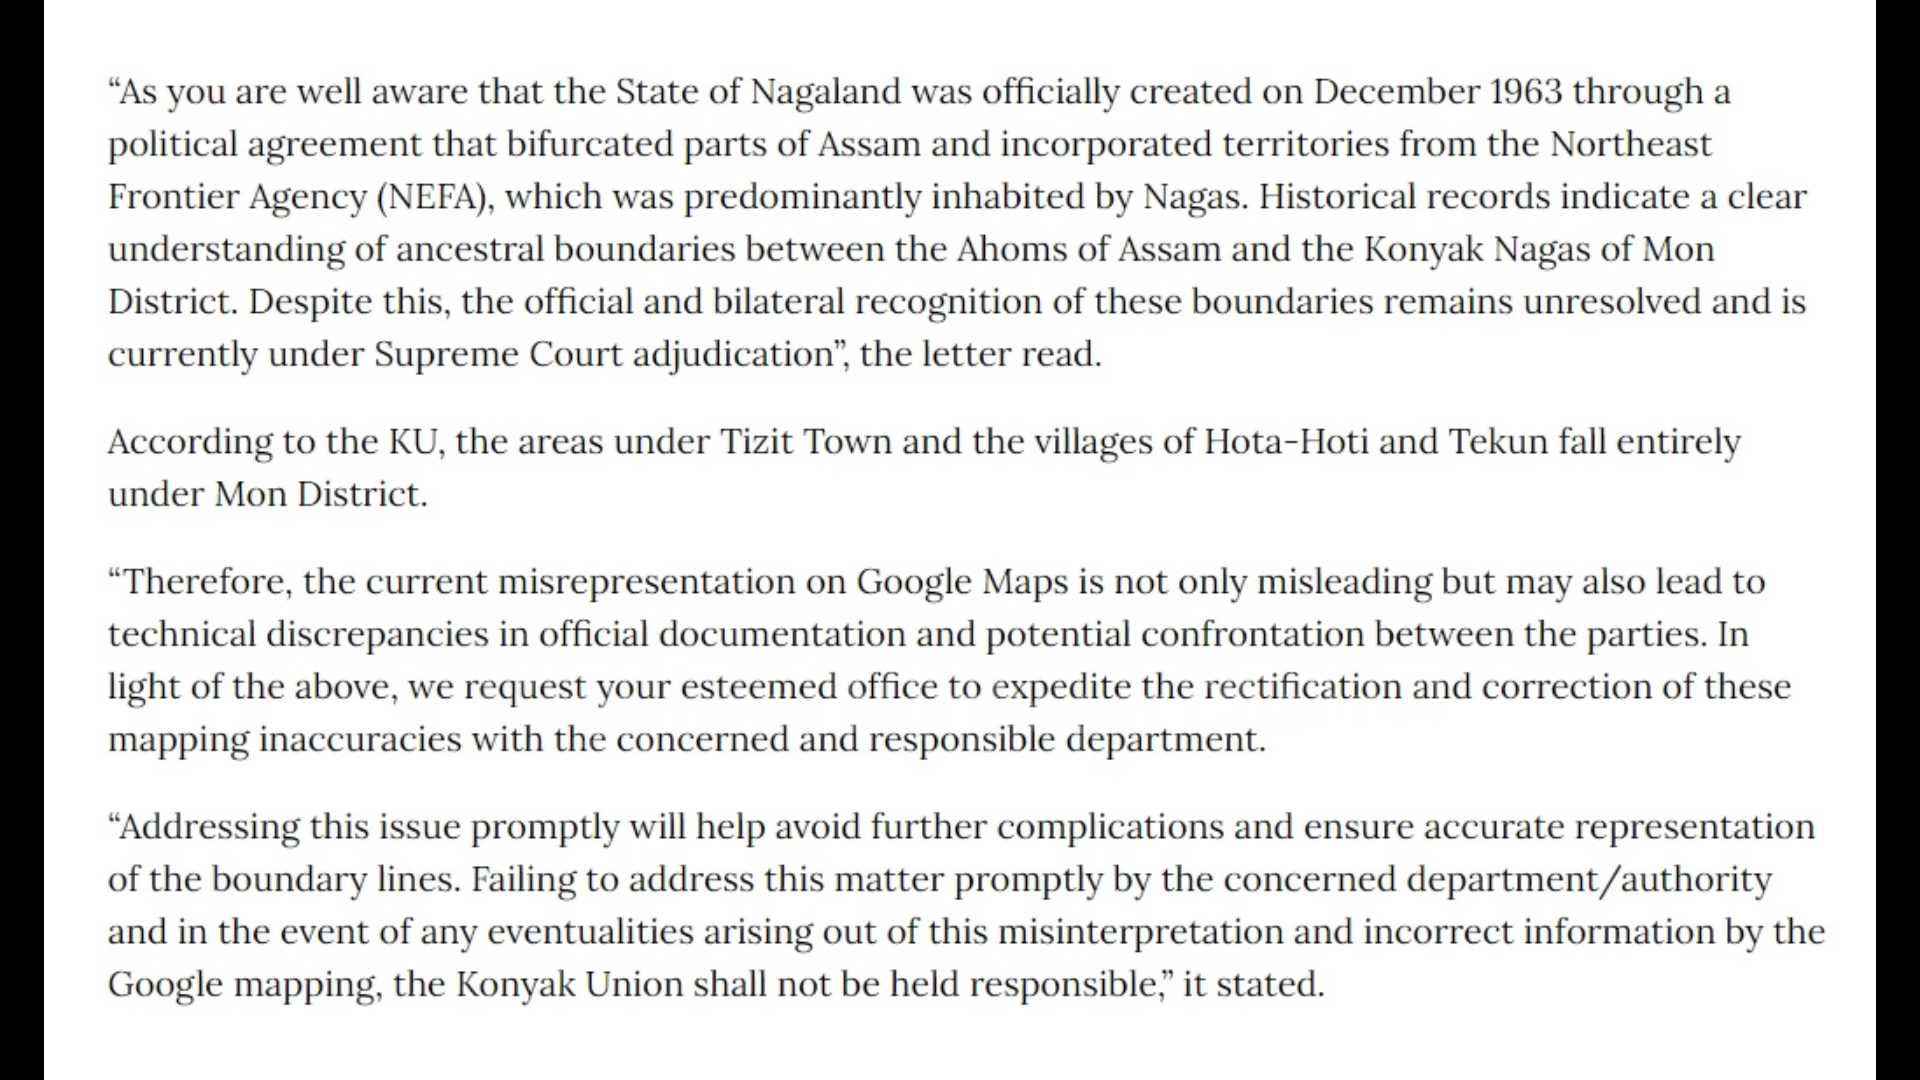 “As you are well aware that the State of Nagaland was officially created on December 1963 through a
political agreement that bifurcated parts of Assam and incorporated territories from the Northeast
Frontier Agency (NEFA), which was predominantly inhabited by Nagas. Historical records indicate a clear
understanding of ancestral boundaries between the Ahoms of Assam and the Konyak Nagas of Mon
District. Despite this, the official and bilateral recognition of these boundaries remains unresolved and is
currently under Supreme Court adjudication”, the letter read.
According to the KU, the areas under Tizit Town and the villages of Hota-Hoti and Tekun fall entirely
under Mon District.
“Therefore, the current misrepresentation on Google Maps is not only misleading but may also lead to
technical discrepancies in official documentation and potential confrontation between the parties. In
light of the above, we request your esteemed office to expedite the rectification and correction of these
mapping inaccuracies with the concerned and responsible department.
“Addressing this issue promptly will help avoid further complications and ensure accurate representation
of the boundary lines. Failing to address this matter promptly by the concerned department/authority
and in the event of any eventualities arising out of this misinterpretation and incorrect information by the
Google mapping, the Konyak Union shall not be held responsible,” it stated.